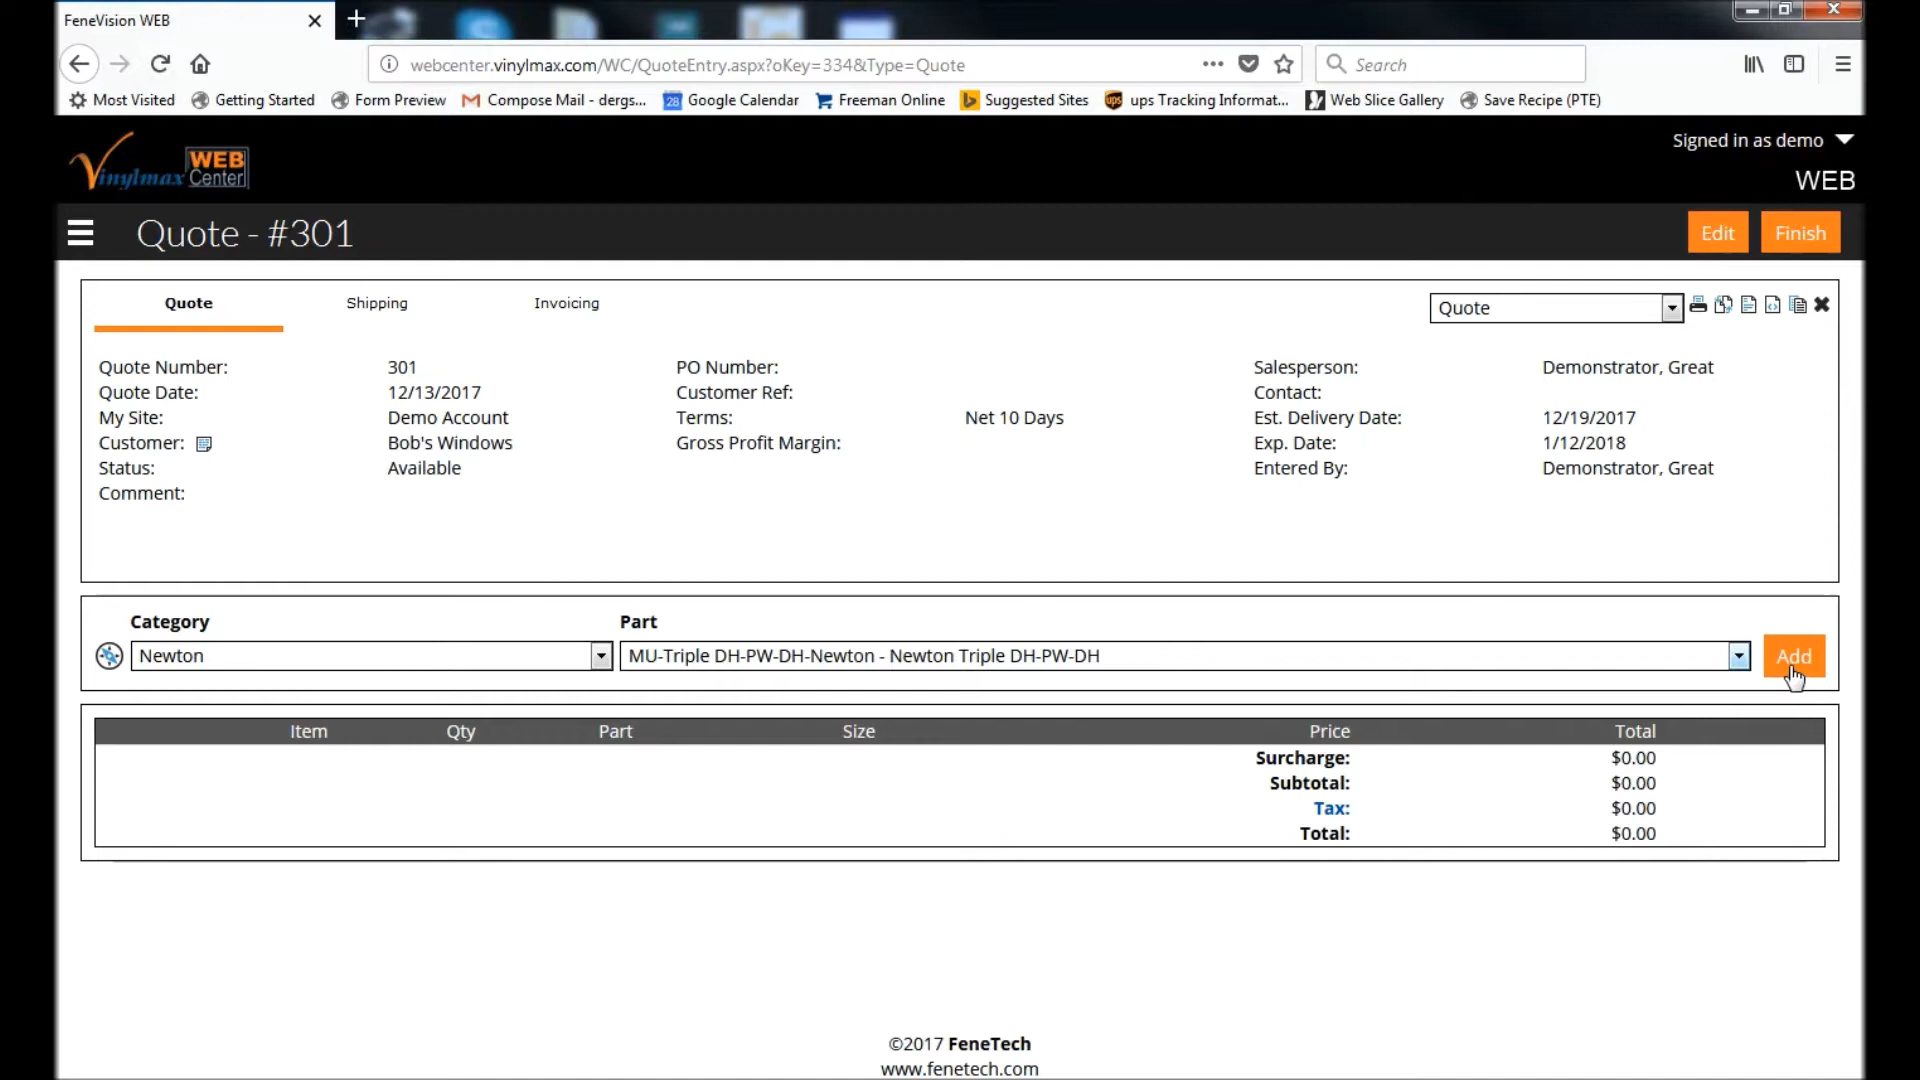 FeneVision WEB
webcenter.vinylmax.com/WC/QuoteEntry.aspx?oKey=334&Type=Quote
Search
Most Visited Getting Started Form Preview Compose Mail - dergs... 28 Google Calendar Freeman Online Suggested Sites ups ups Tracking Informat... Web Slice Gallery Save Recipe (PTE)
Vinylmax WEB Center
Signed in as demo
WEB
Quote - #301
Edit Finish
Quote Shipping Invoicing
Quote
Quote Number: 301 PO Number: Salesperson: Demonstrator, Great
Quote Date: 12/13/2017 Customer Ref: Contact:
My Site: Demo Account Terms: Net 10 Days Est. Delivery Date: 12/19/2017
Customer: Bob's Windows Gross Profit Margin: Exp. Date: 1/12/2018
Status: Available Entered By: Demonstrator, Great
Comment:
Category Part
Newton MU-Triple DH-PW-DH-Newton - Newton Triple DH-PW-DH Add
Item Qty Part Size Price Total
Surcharge: $0.00
Subtotal: $0.00
Tax: $0.00
Total: $0.00
©2017 FeneTech
www.fenetech.com